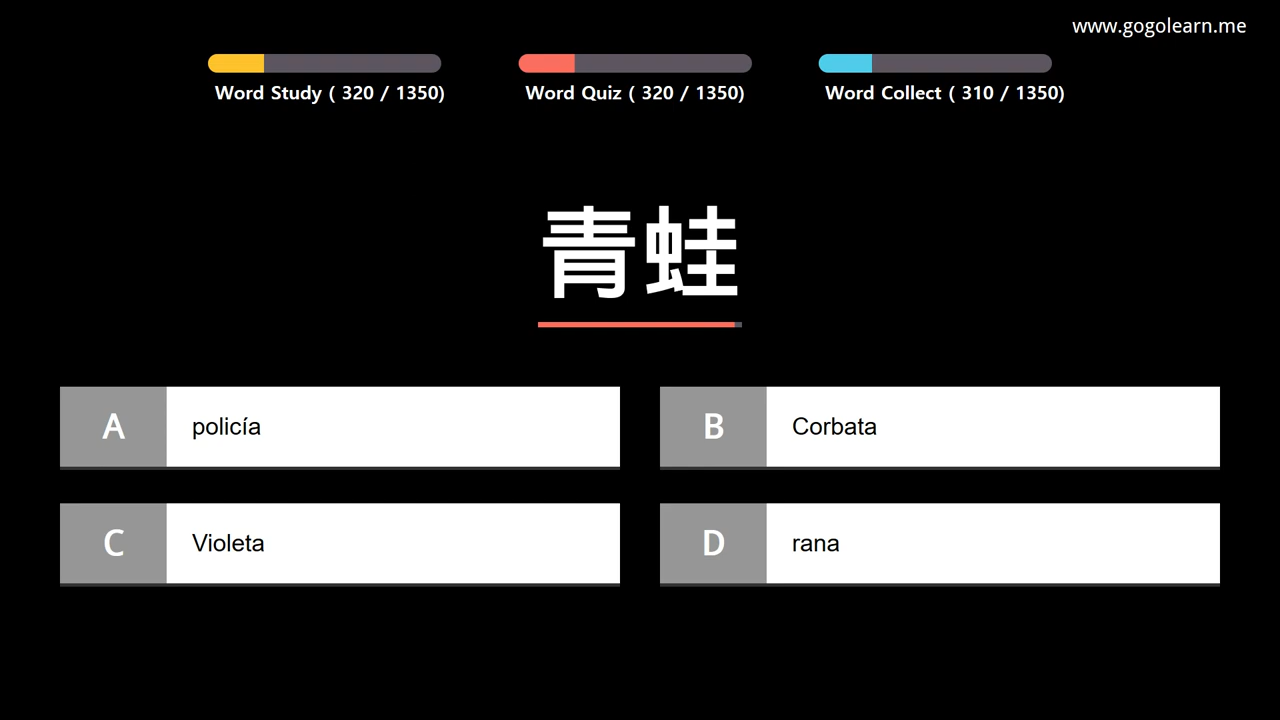 www.gogolearn.me
Word Study ( 320 / 1350)
Word Quiz ( 320 / 1350)
Word Collect ( 310 / 1350)
青蛙
A policía
B Corbata
C Violeta
D rana